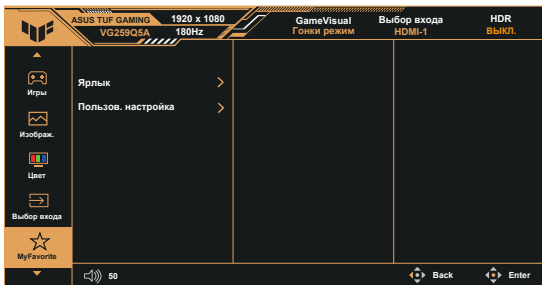 ASUS TUF GAMING 1920 x 1080 GameVisual Выбор входа HDR
VG259Q5A 180Hz Гонки режим HDMI-1 ВЫКЛ.
Игры
Изображ.
Цвет
Выбор входа
MyFavorite
Ярлык
Пользов. настройка
50 Back Enter